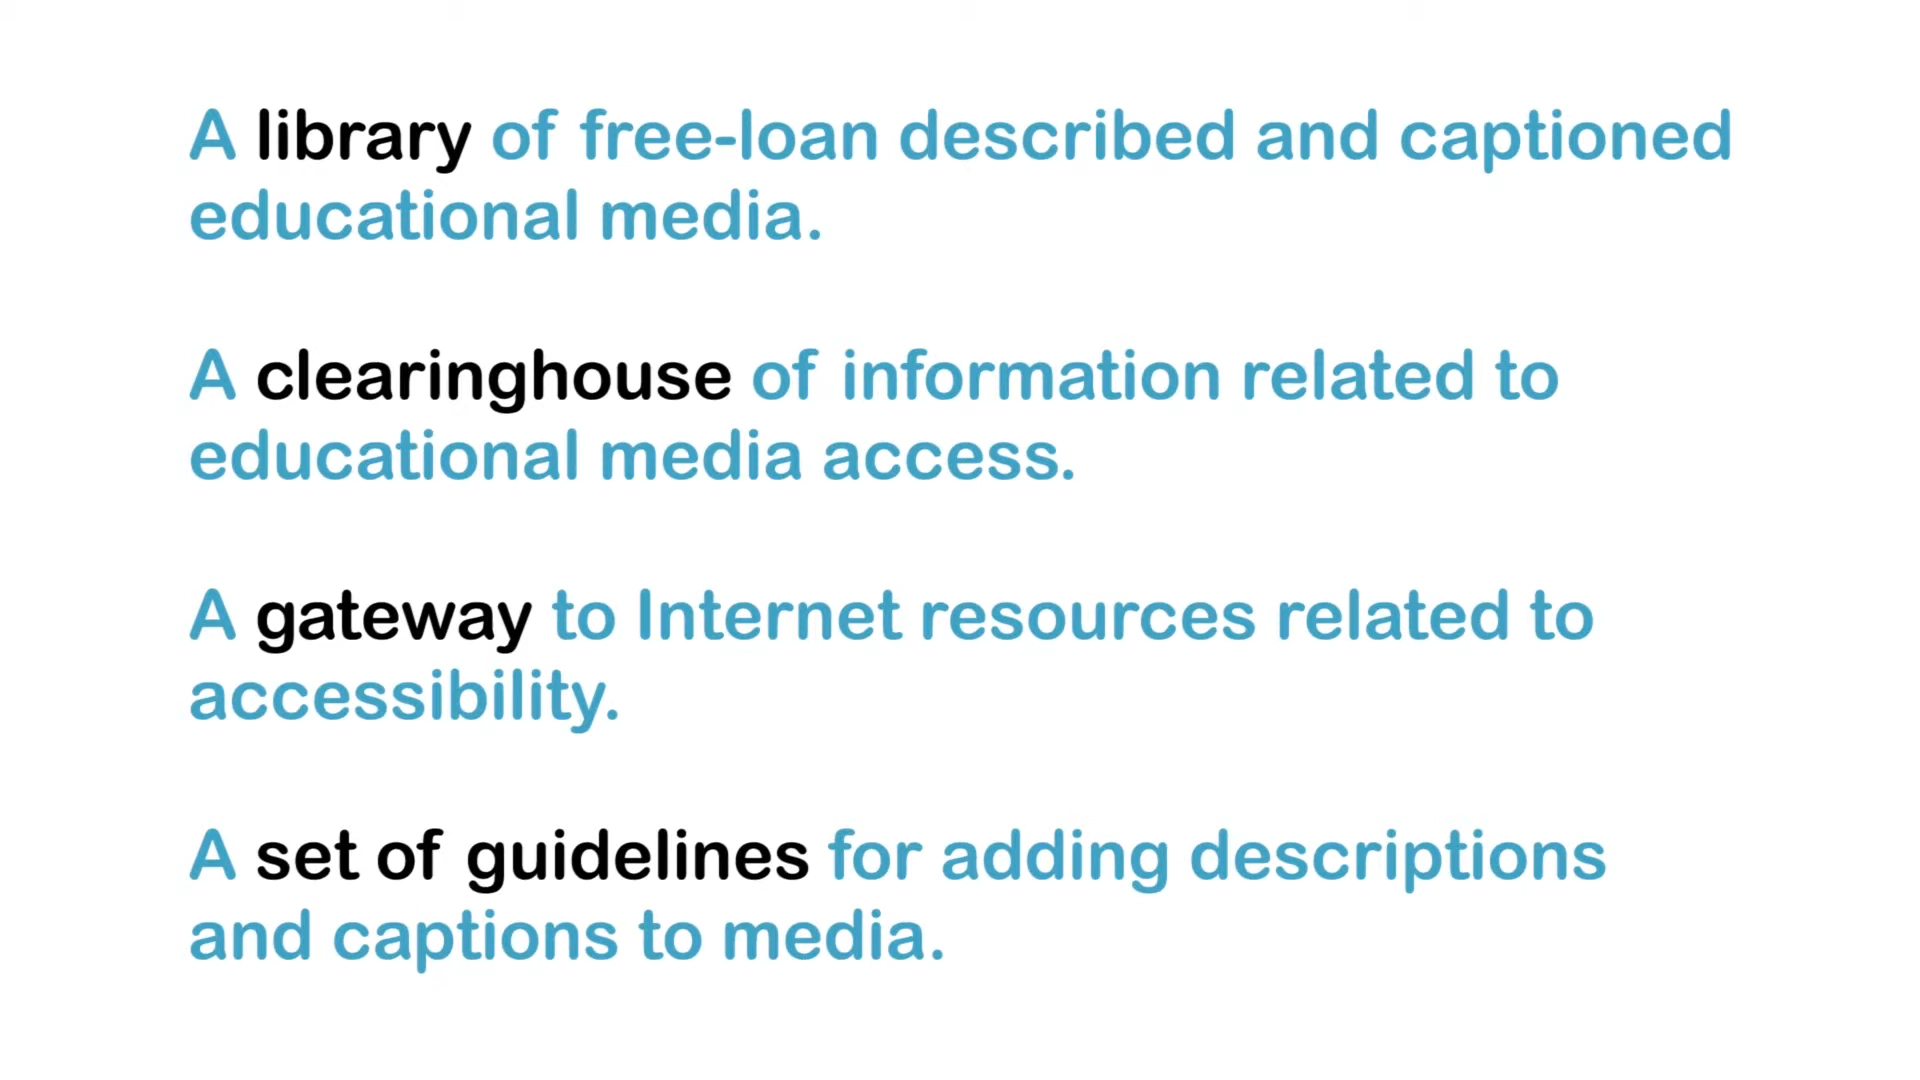 A library of free-loan described and captioned
educational media.
A clearinghouse of information related to
educational media access.
A gateway to Internet resources related to
accessibility.
A set of guidelines for adding descriptions
and captions to media.